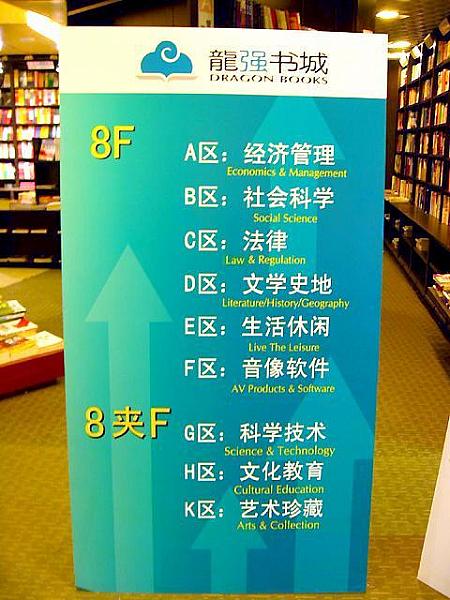 龍强书城
DRAGON BOOKS
8F
A区：经济管理
Economics & Management
B区：社会科学
Social Science
C区：法律
Law & Regulation
D区：文学史地
Literature/History/Geography
E区：生活休闲
Live The Leisure
F区：音像软件
AV Products & Software
8夹F
G区：科学技术
Science & Technology
H区：文化教育
Cultural Education
K区：艺术珍藏
Arts & Collection